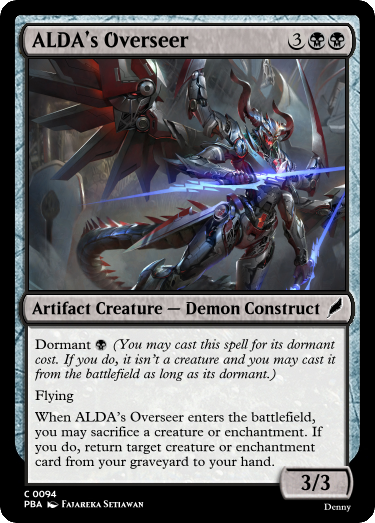 ALDA's Overseer 3
Artifact Creature — Demon Construct
Dormant (You may cast this spell for its dormant
cost. If you do, it isn't a creature and you may cast it
from the battlefield as long as its dormant.)
Flying
When ALDA's Overseer enters the battlefield,
you may sacrifice a creature or enchantment. If
you do, return target creature or enchantment
card from your graveyard to your hand.
3/3
C 0094
PBA Fajareka Setiawan
Denny